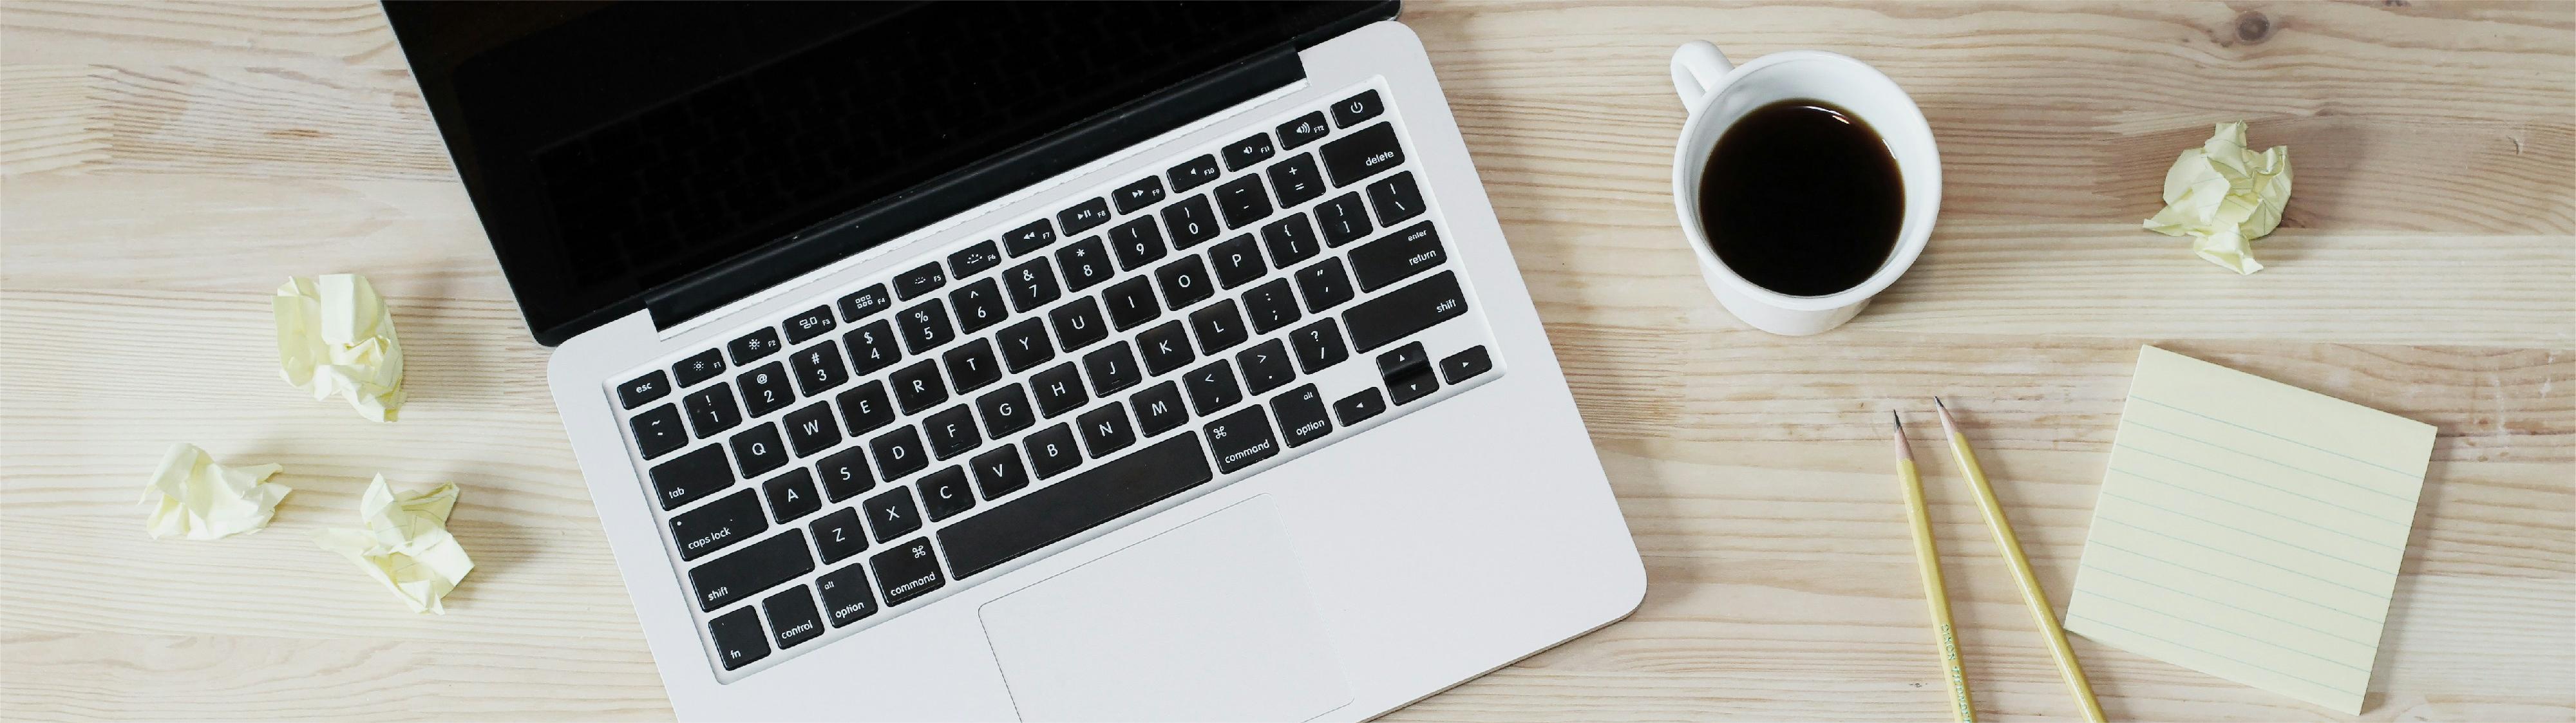 esc F1 F2 F3 F4 F5 F6 F7 F8 F9 F10 F11 F12
~ ` ! 1 @ 2 # 3 $ 4 % 5 ^ 6 & 7 * 8 ( 9 ) 0 _ - + = delete
tab Q W E R T Y U I O P { [ } ] | \
caps lock A S D F G H J K L : ; " ' enter return
shift Z X C V B N M < , > . ? / shift
fn control alt option ⌘ command ⌘ command alt option